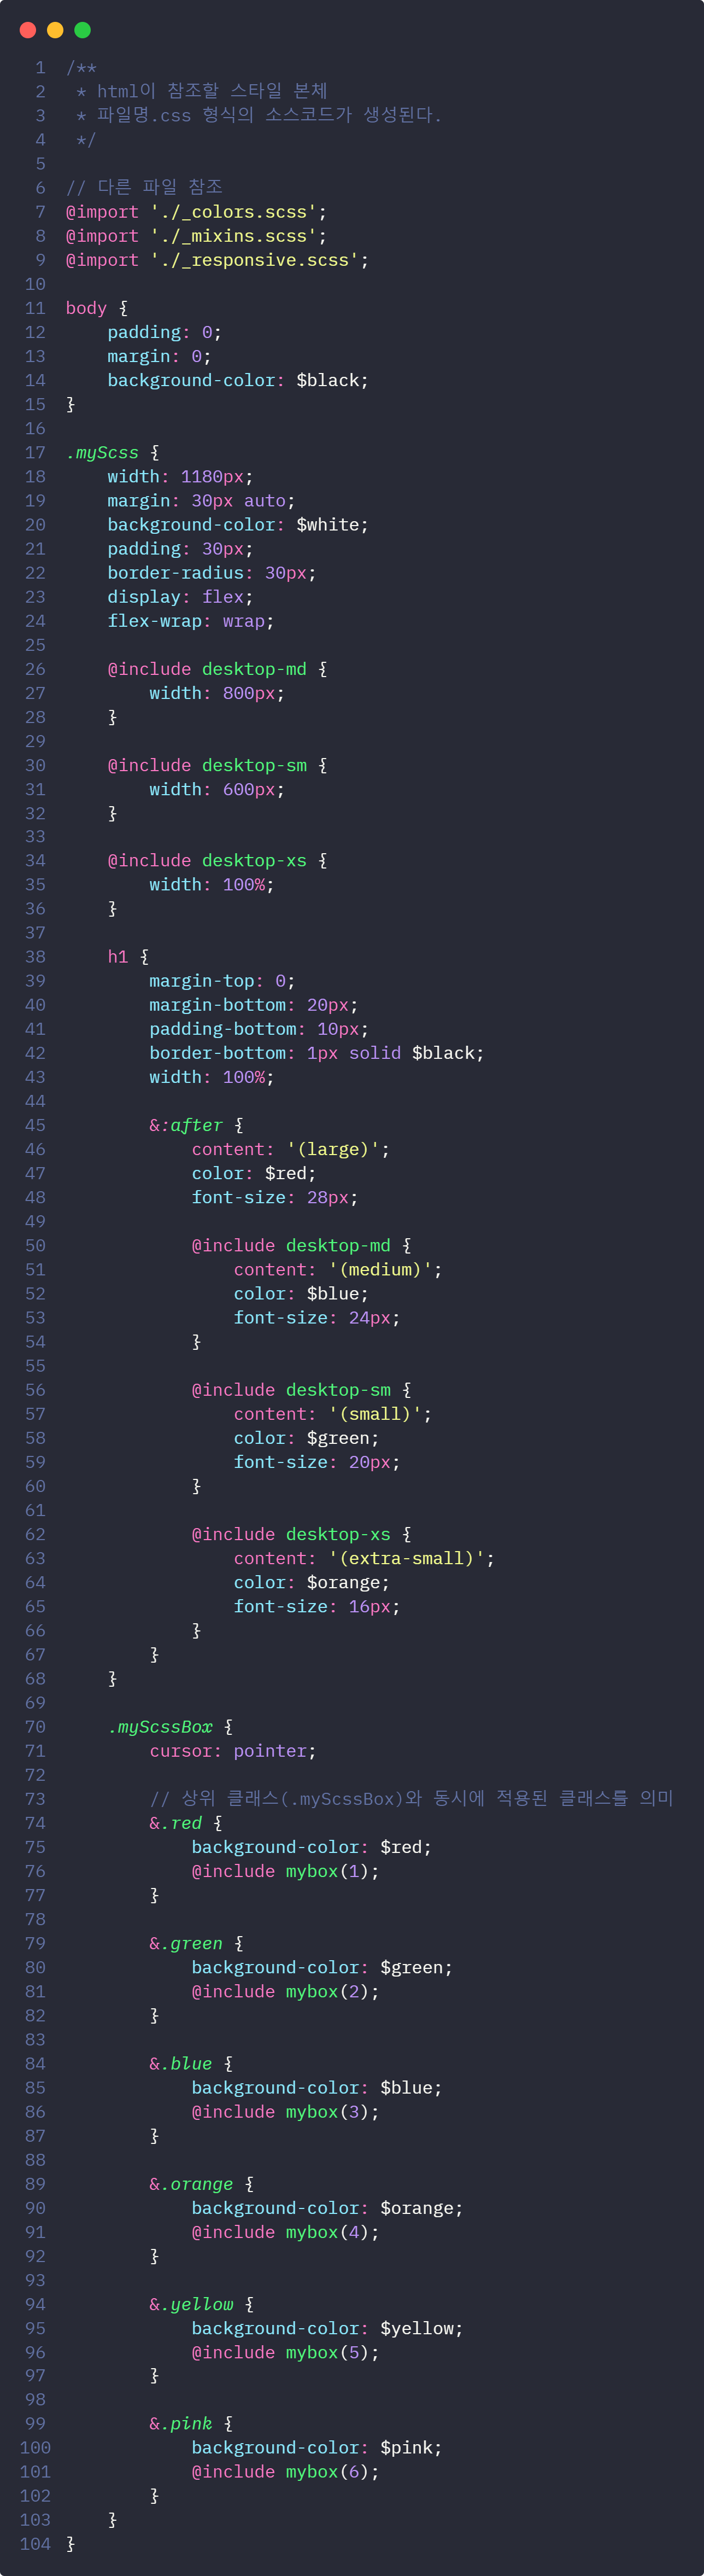 1 /**
2  * html이 참조할 스타일 본체
3  * 파일명.css 형식의 소스코드가 생성된다.
4  */
5
6 // 다른 파일 참조
7 @import './_colors.scss';
8 @import './_mixins.scss';
9 @import './_responsive.scss';
10
11 body {
12     padding: 0;
13     margin: 0;
14     background-color: $black;
15 }
16
17 .myScss {
18     width: 1180px;
19     margin: 30px auto;
20     background-color: $white;
21     padding: 30px;
22     border-radius: 30px;
23     display: flex;
24     flex-wrap: wrap;
25
26     @include desktop-md {
27         width: 800px;
28     }
29
30     @include desktop-sm {
31         width: 600px;
32     }
33
34     @include desktop-xs {
35         width: 100%;
36     }
37
38     h1 {
39         margin-top: 0;
40         margin-bottom: 20px;
41         padding-bottom: 10px;
42         border-bottom: 1px solid $black;
43         width: 100%;
44
45         &:after {
46             content: '(large)';
47             color: $red;
48             font-size: 28px;
49
50             @include desktop-md {
51                 content: '(medium)';
52                 color: $blue;
53                 font-size: 24px;
54             }
55
56             @include desktop-sm {
57                 content: '(small)';
58                 color: $green;
59                 font-size: 20px;
60             }
61
62             @include desktop-xs {
63                 content: '(extra-small)';
64                 color: $orange;
65                 font-size: 16px;
66             }
67         }
68     }
69
70     .myScssBox {
71         cursor: pointer;
72
73         // 상위 클래스(.myScssBox)와 동시에 적용된 클래스를 의미
74         &.red {
75             background-color: $red;
76             @include mybox(1);
77         }
78
79         &.green {
80             background-color: $green;
81             @include mybox(2);
82         }
83
84         &.blue {
85             background-color: $blue;
86             @include mybox(3);
87         }
88
89         &.orange {
90             background-color: $orange;
91             @include mybox(4);
92         }
93
94         &.yellow {
95             background-color: $yellow;
96             @include mybox(5);
97         }
98
99         &.pink {
100             background-color: $pink;
101             @include mybox(6);
102         }
103     }
104 }